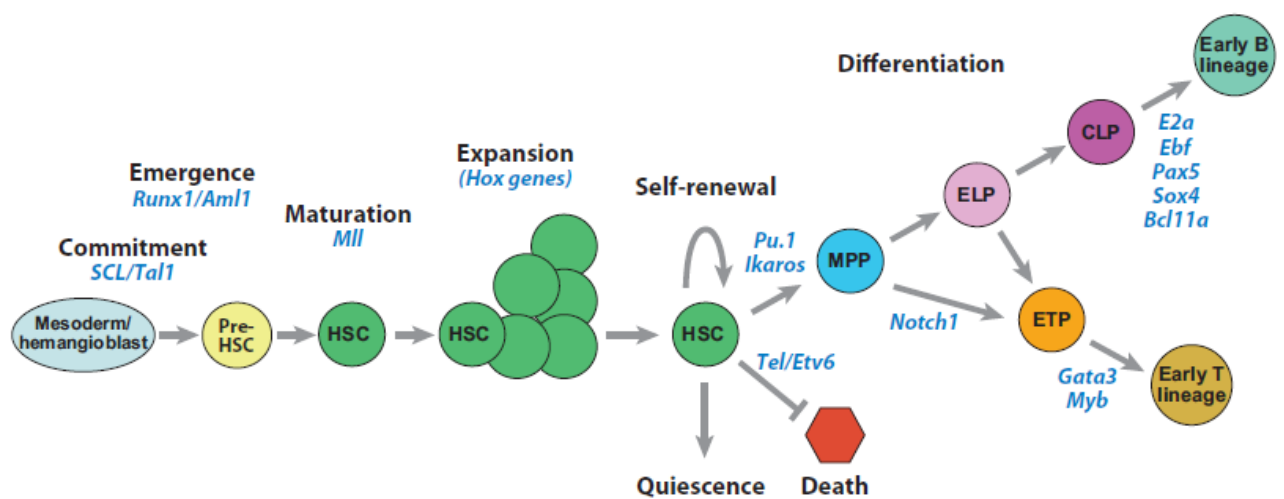 Commitment
SCL/Tal1
Emergence
Runx1/Aml1
Maturation
Mll
Expansion
(Hox genes)
Self-renewal
Differentiation
Mesoderm/
hemangioblast
Pre-
HSC
HSC
HSC
HSC
Pu.1
Ikaros
MPP
ELP
CLP
Early B
lineage
E2a
Ebf
Pax5
Sox4
Bcl11a
Notch1
ETP
Gata3
Myb
Early T
lineage
Tel/Etv6
Quiescence
Death